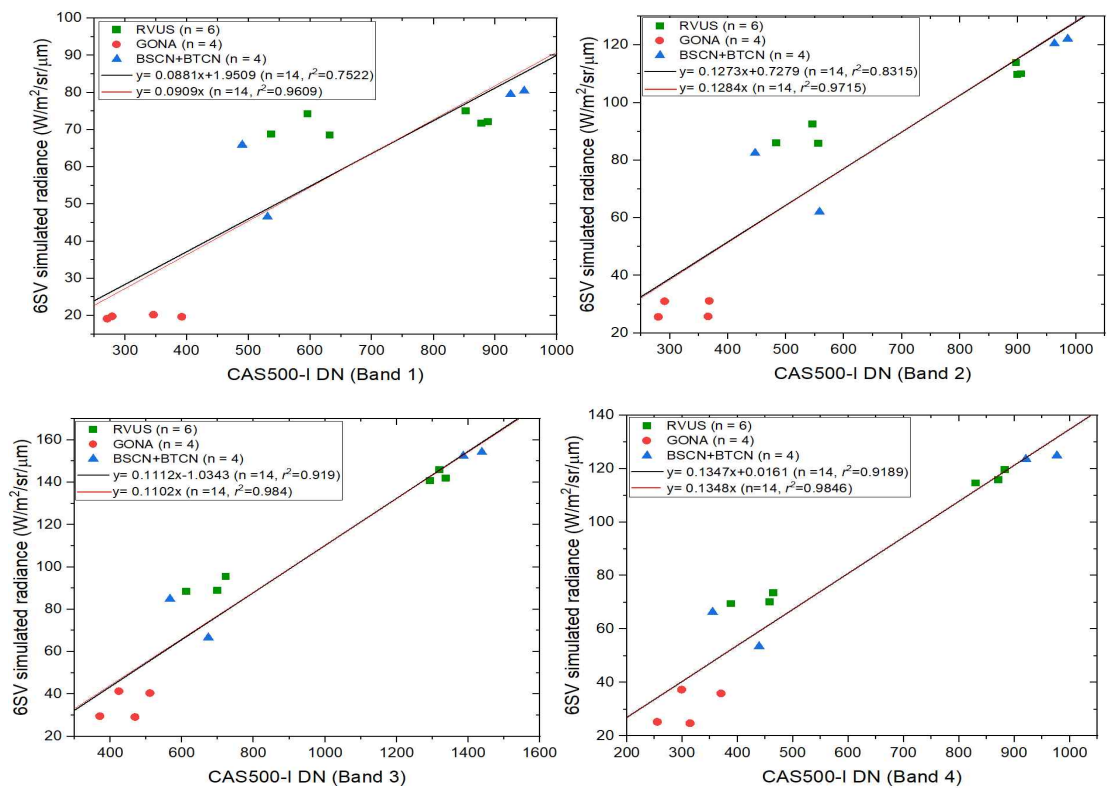 RVUS (n = 6)
GONA (n = 4)
BSCN+BTCN (n = 4)
y= 0.0881x+1.9509 (n =14, r²=0.7522)
y= 0.0909x (n =14, r²=0.9609)
6SV simulated radiance (W/m²/sr/μm)
100
90
80
70
60
50
40
30
20
10
300 400 500 600 700 800 900 1000
CAS500-I DN (Band 1)
RVUS (n = 6)
GONA (n = 4)
BSCN+BTCN (n = 4)
y= 0.1273x+0.7279 (n =14, r²=0.8315)
y= 0.1284x (n =14, r²=0.9715)
6SV simulated radiance (W/m²/sr/μm)
120
100
80
60
40
20
300 400 500 600 700 800 900 1000
CAS500-I DN (Band 2)
RVUS (n = 6)
GONA (n = 4)
BSCN+BTCN (n = 4)
y= 0.1112x-1.0343 (n =14, r²=0.919)
y= 0.1102x (n =14, r²=0.984)
6SV simulated radiance (W/m²/sr/μm)
160
140
120
100
80
60
40
20
400 600 800 1000 1200 1400 1600
CAS500-I DN (Band 3)
RVUS (n = 6)
GONA (n = 4)
BSCN+BTCN (n = 4)
y= 0.1347x+0.0161 (n =14, r²=0.9189)
y= 0.1348x (n=14, r²=0.9846)
6SV simulated radiance (W/m²/sr/μm)
140
120
100
80
60
40
20
200 300 400 500 600 700 800 900 1000
CAS500-I DN (Band 4)